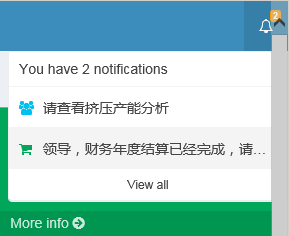 2
You have 2 notifications
请查看挤压产能分析
领导，财务年度结算已经完成，请...
View all
More info